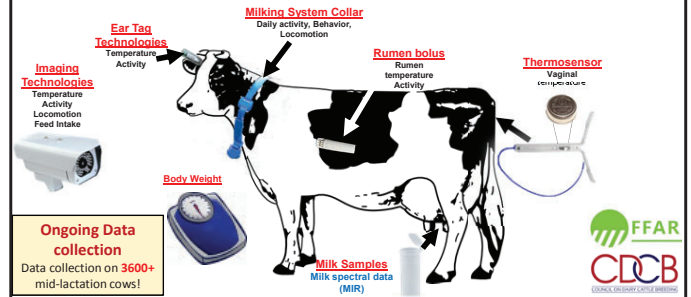 Milking System Collar
Daily activity, Behavior,
Locomotion
Ear Tag
Technologies
Temperature
Activity
Rumen bolus
Rumen
temperature
Activity
Thermosensor
Vaginal
temperature
Imaging
Technologies
Temperature
Activity
Locomotion
Feed Intake
Body Weight
Ongoing Data
collection
Data collection on 3600+
mid-lactation cows!
Milk Samples
Milk spectral data
(MIR)
FFAR
CDCB
COUNCIL ON DAIRY CATTLE BREEDING